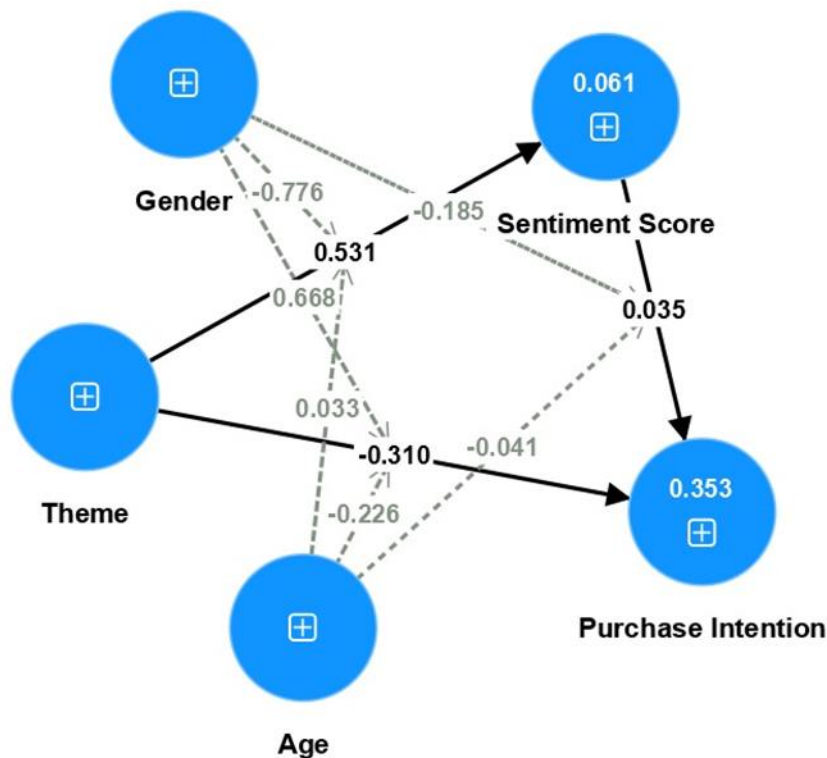 0.061
Gender
-0.776
-0.185
Sentiment Score
0.531
0.668
0.035
0.033
-0.310
-0.041
0.353
Theme
-0.226
Purchase Intention
Age